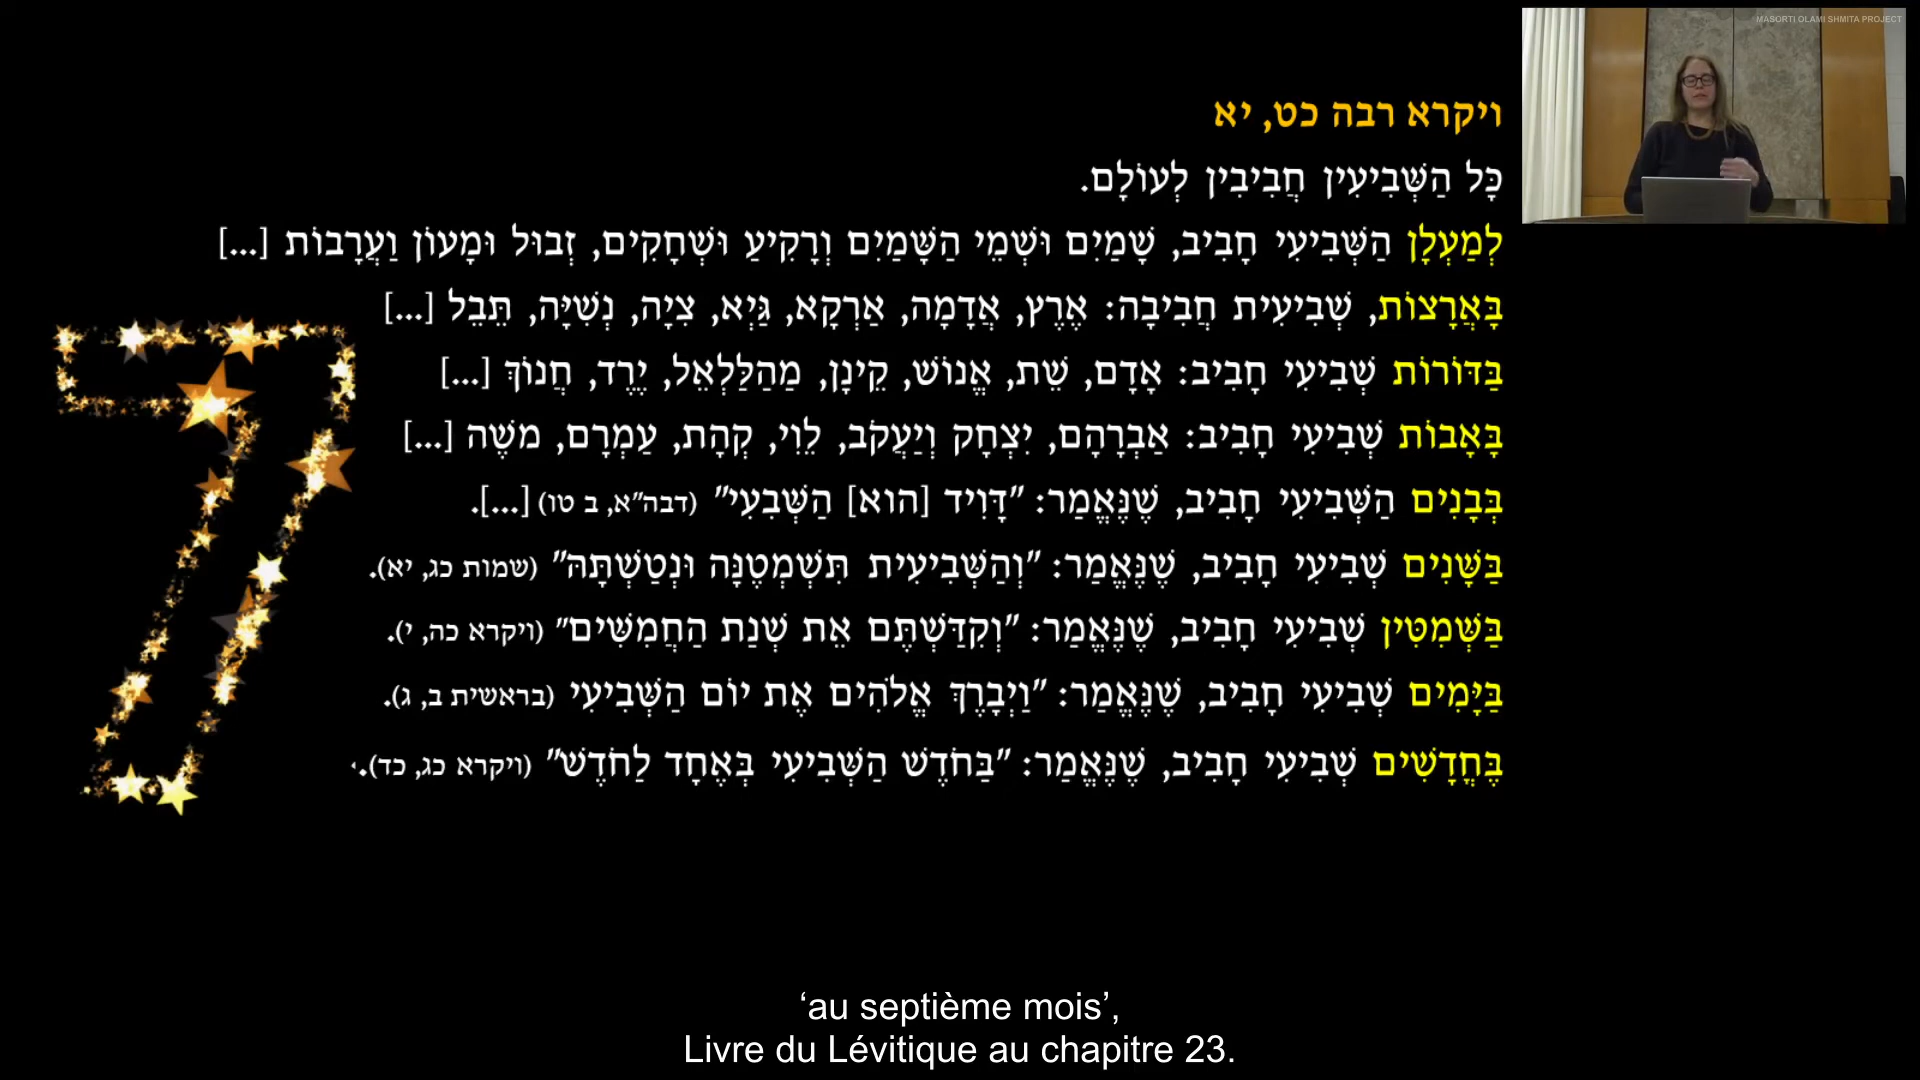 MASORTI OLAMI SHMITA PROJECT
ויקרא רבה כט, יא
כָּל הַשְּׁבִיעִין חֲבִיבִין לְעוֹלָם.
לְמַעְלָן הַשְּׁבִיעִי חָבִיב, שָׁמַיִם וּשְׁמֵי הַשָּׁמַיִם וְרָקִיעַ וּשְׁחָקִים, זְבוּל וּמָעוֹן וַעֲרָבוֹת [...]
בָּאֲרָצוֹת, שְׁבִיעִית חֲבִיבָה: אֶרֶץ, אֲדָמָה, אַרְקָא, גַּיְא, צִיָּה, נְשִׁיָּה, תֵּבֵל [...]
בַּדּוֹרוֹת שְׁבִיעִי חָבִיב: אָדָם, שֵׁת, אֱנוֹשׁ, קֵינָן, מַהֲלַּלְאֵל, יֶרֶד, חֲנוֹךְ [...]
בָּאָבוֹת שְׁבִיעִי חָבִיב: אַבְרָהָם, יִצְחָק וְיַעֲקֹב, לֵוִי, קְהָת, עַמְרָם, משֶׁה [...]
בְּבָנִים הַשְּׁבִיעִי חָבִיב, שֶׁנֶּאֱמַר: "דָּוִיד [הוא] הַשְּׁבִעִי" (דבה"א, ב טו) [...].
בַּשָּׁנִים שְׁבִיעִי חָבִיב, שֶׁנֶּאֱמַר: "וְהַשְּׁבִיעִית תִּשְׁמְטֶנָּה וּנְטַשְׁתָּהּ" (שמות כג, יא).
בַּשְּׁמִטִּין שְׁבִיעִי חָבִיב, שֶׁנֶּאֱמַר: "וְקִדַּשְׁתֶּם אֵת שְׁנַת הַחֲמִשִּׁים" (ויקרא כה, י).
בַּיָּמִים שְׁבִיעִי חָבִיב, שֶׁנֶּאֱמַר: "וַיְבָרֶךְ אֱלֹהִים אֶת יוֹם הַשְּׁבִיעִי (בראשית ב, ג).
בֶּחֳדָשִׁים שְׁבִיעִי חָבִיב, שֶׁנֶּאֱמַר: "בַּחֹדֶשׁ הַשְּׁבִיעִי בְּאֶחָד לַחֹדֶשׁ" (ויקרא כג, כד).
7
‘au septième mois’,
Livre du Lévitique au chapitre 23.